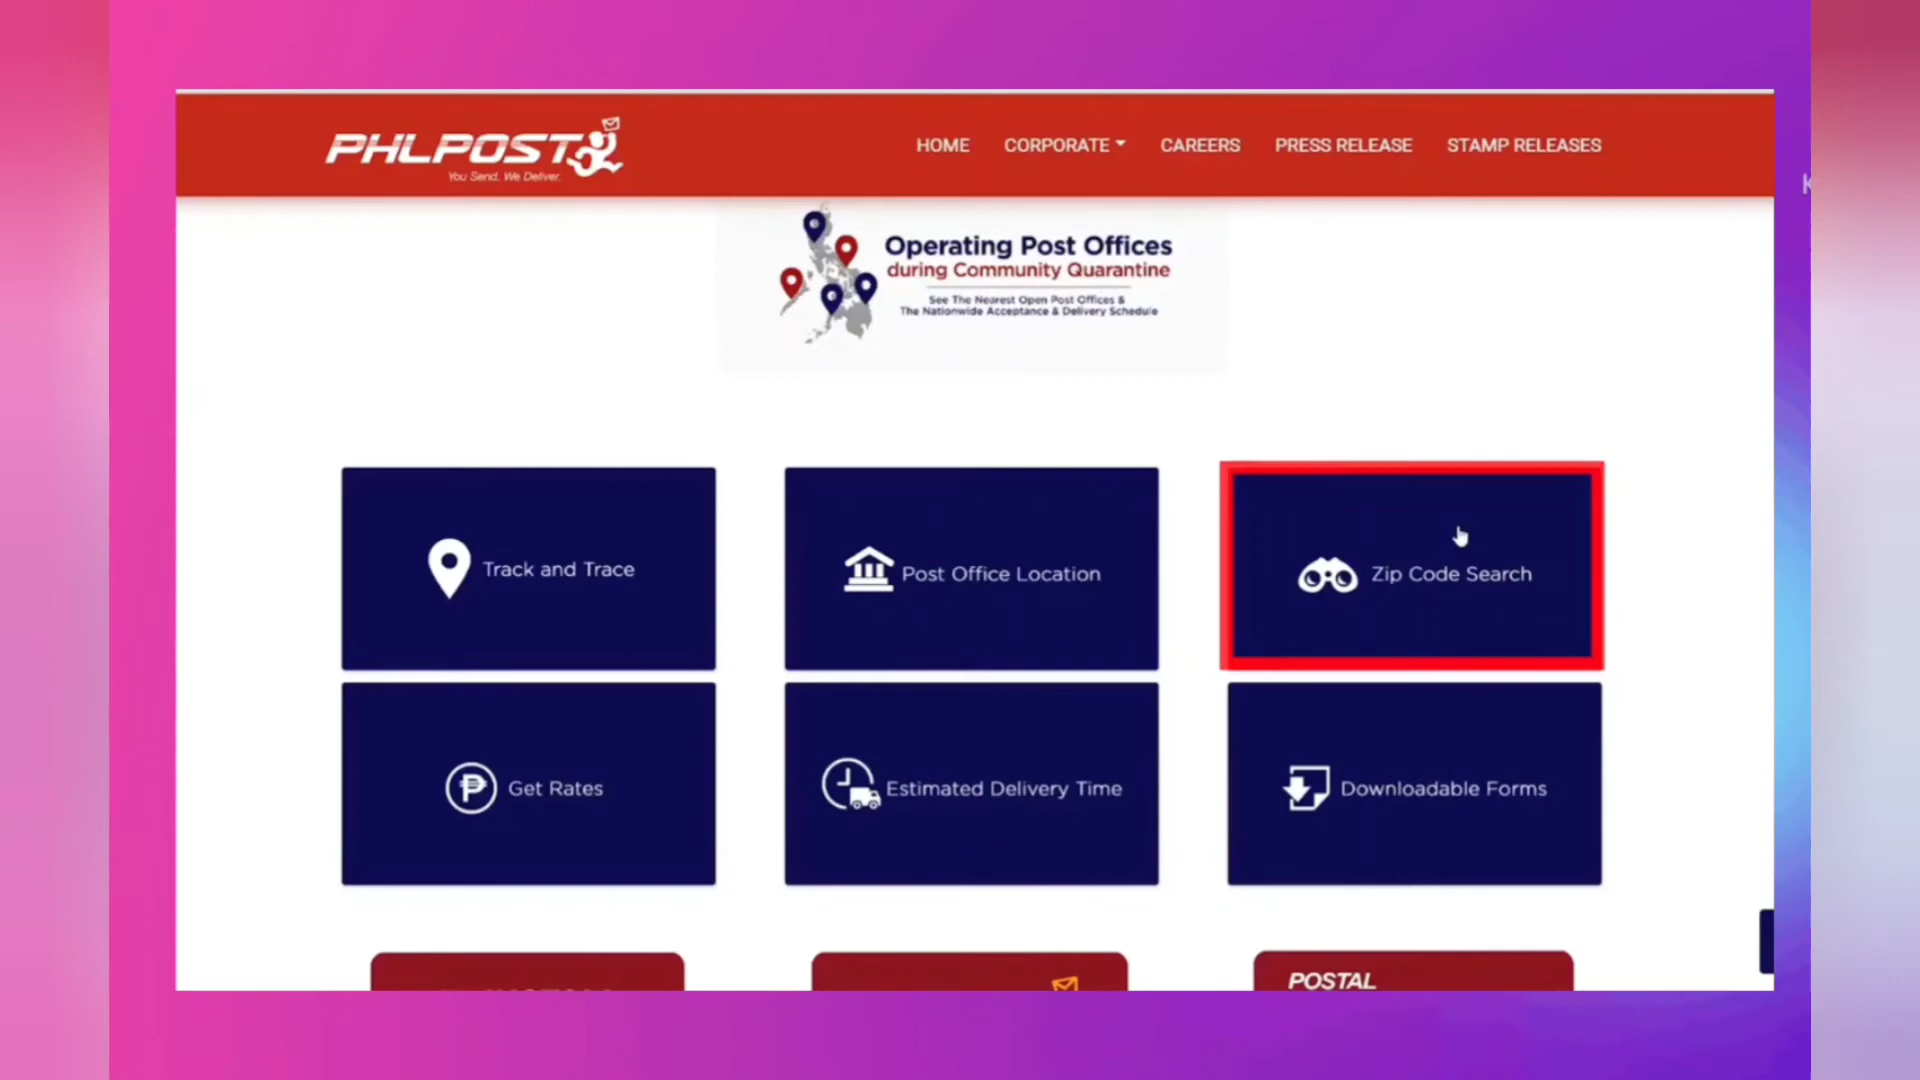 PHLPOST
You Send. We Deliver.
HOME
CORPORATE
CAREERS
PRESS RELEASE
STAMP RELEASES
Operating Post Offices
during Community Quarantine
See The Nearest Open Post Offices &
The Nationwide Acceptance & Delivery Schedule
Track and Trace
Post Office Location
Zip Code Search
Get Rates
Estimated Delivery Time
Downloadable Forms
POSTAL